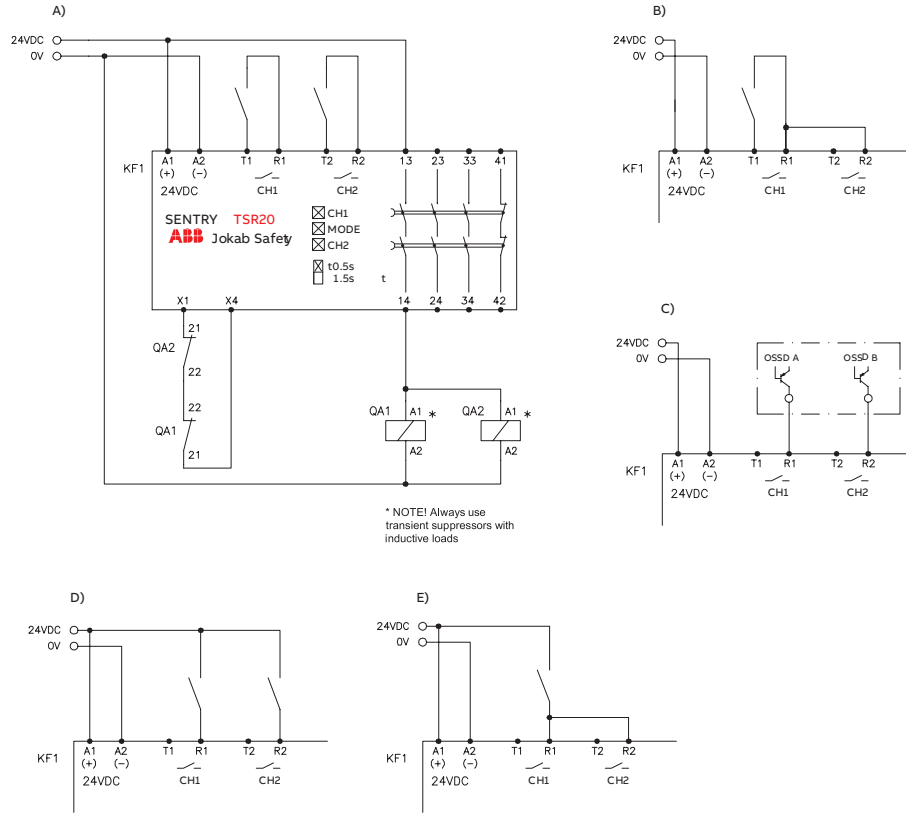 A)
24VDC
0V
KF1
A1 A2 T1 R1 T2 R2 13 23 33 41
(+) (−) CH1 CH2
24VDC
SENTRY TSR20
ABB Jokab Safety
CH1
MODE
CH2
t0.5s
1.5s t
X1 X4 14 24 34 42
21
QA2
22
22
QA1
21
QA1 A1 * QA2 A1 *
A2 A2
* NOTE! Always use
transient suppressors with
inductive loads
B)
24VDC
0V
KF1
A1 A2 T1 R1 T2 R2
(+) (−) CH1 CH2
24VDC
C)
24VDC
0V
OSSD A OSSD B
KF1
A1 A2 T1 R1 T2 R2
(+) (−) CH1 CH2
24VDC
D)
24VDC
0V
KF1
A1 A2 T1 R1 T2 R2
(+) (−) CH1 CH2
24VDC
E)
24VDC
0V
KF1
A1 A2 T1 R1 T2 R2
(+) (−) CH1 CH2
24VDC